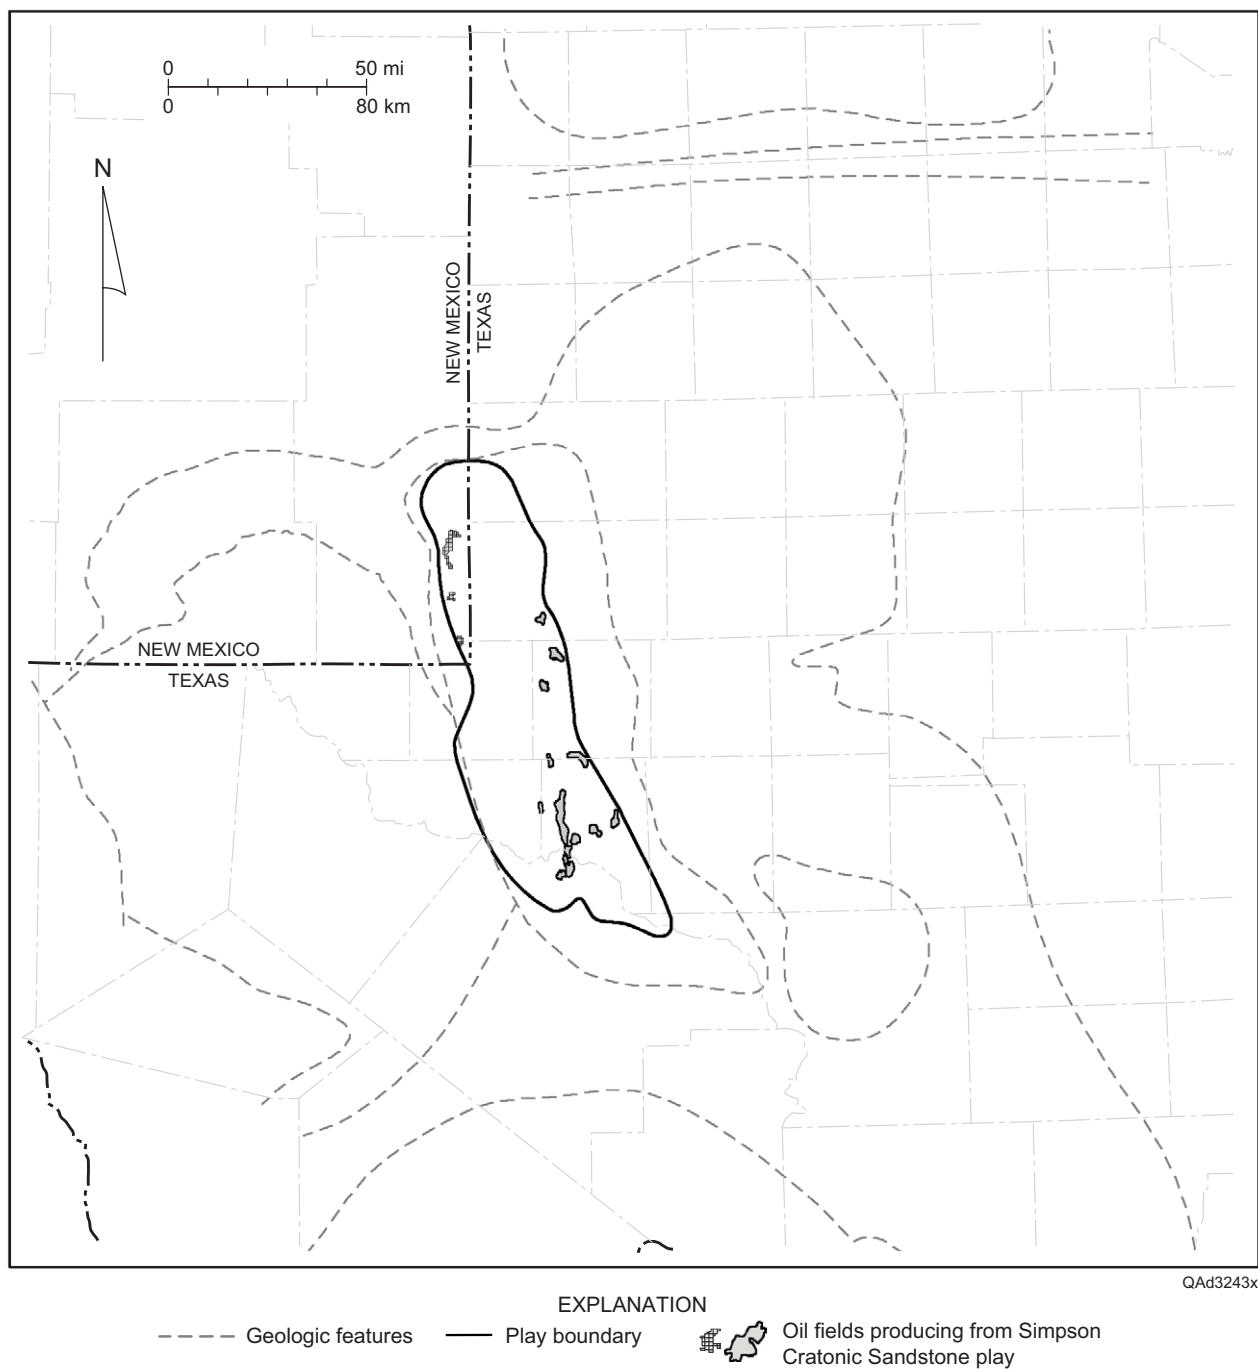 0 50 mi
0 80 km
N
NEW MEXICO
TEXAS
NEW MEXICO
TEXAS
QAd3243x
EXPLANATION
Geologic features
Play boundary
Oil fields producing from Simpson
Cratonic Sandstone play